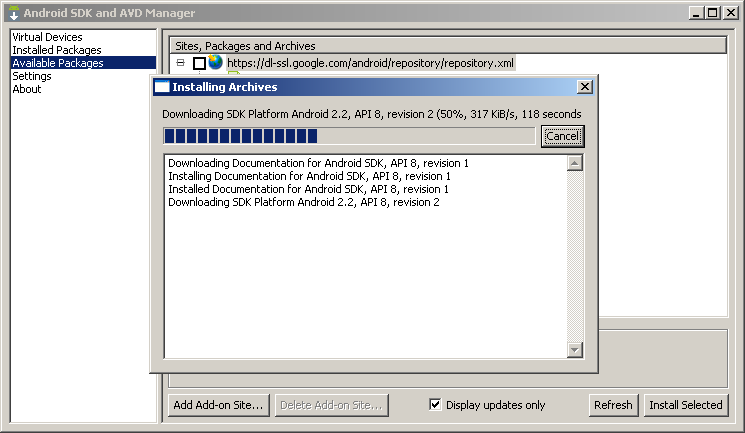 Android SDK and AVD Manager
Virtual Devices
Installed Packages
Available Packages
Settings
About
Sites, Packages and Archives
https://dl-ssl.google.com/android/repository/repository.xml
Installing Archives
Downloading SDK Platform Android 2.2, API 8, revision 2 (50%, 317 KiB/s, 118 seconds
Cancel
Downloading Documentation for Android SDK, API 8, revision 1
Installing Documentation for Android SDK, API 8, revision 1
Installed Documentation for Android SDK, API 8, revision 1
Downloading SDK Platform Android 2.2, API 8, revision 2
Add Add-on Site...
Delete Add-on Site...
Display updates only
Refresh
Install Selected